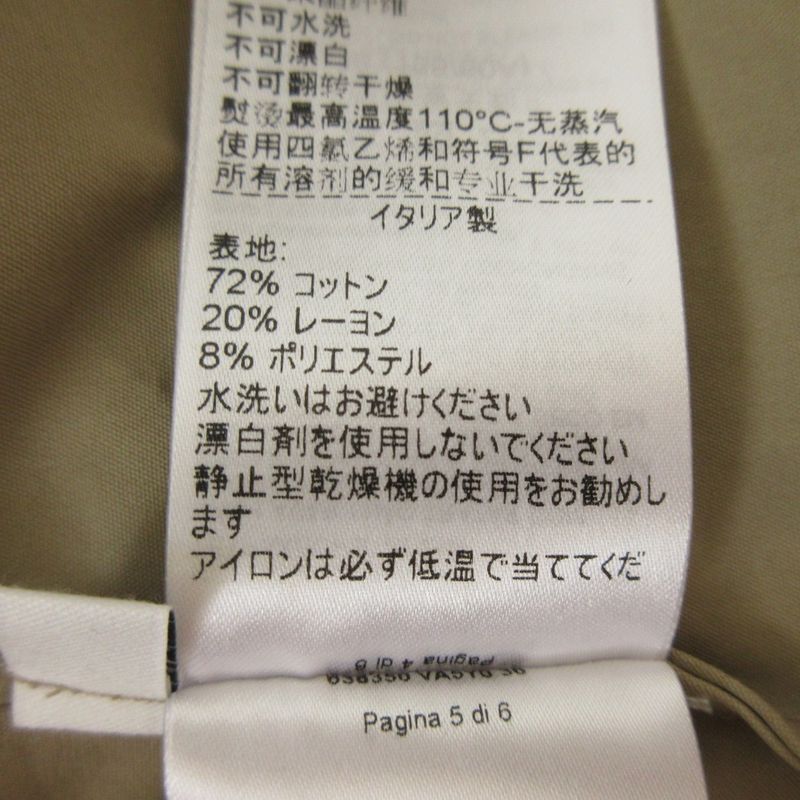 不可水洗
不可漂白
不可翻转干燥
熨烫最高温度110°C-无蒸汽
使用四氯乙烯和符号F代表的
所有溶剂的缓和专业干洗
イタリア製
表地:
72% コットン
20% レーヨン
8% ポリエステル
水洗いはお避けください
漂白剤を使用しないでください
静止型乾燥機の使用をお勧めし
ます
アイロンは必ず低温で当ててくだ
Pagina 4 di 6
Pagina 5 di 6